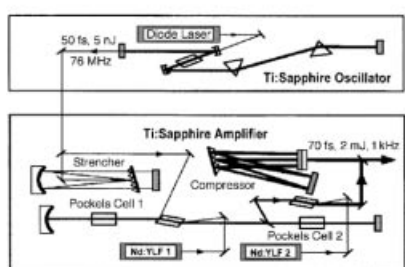 Diode Laser
50 fs, 5 nJ
76 MHz
Ti:Sapphire Oscillator
Ti:Sapphire Amplifier
70 fs, 2 mJ, 1 kHz
Strencher
Compressor
Pockels Cell 1
Pockels Cell 2
Nd:YLF 1
Nd:YLF 2